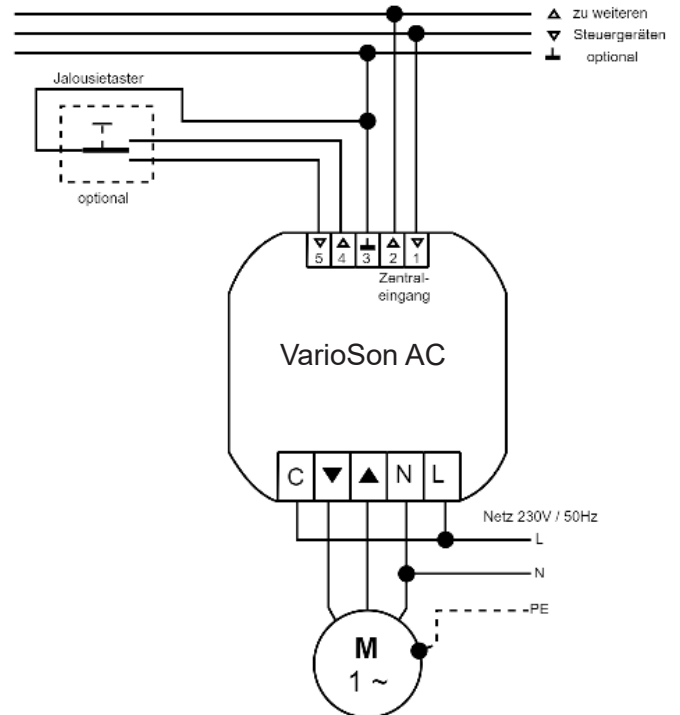 zu weiteren
Steuergeräten
optional
Jalousietaster
optional
5 4 3 2 1
Zentral-
eingang
VarioSon AC
C N L
Netz 230V / 50Hz
L
N
PE
M
1 ~